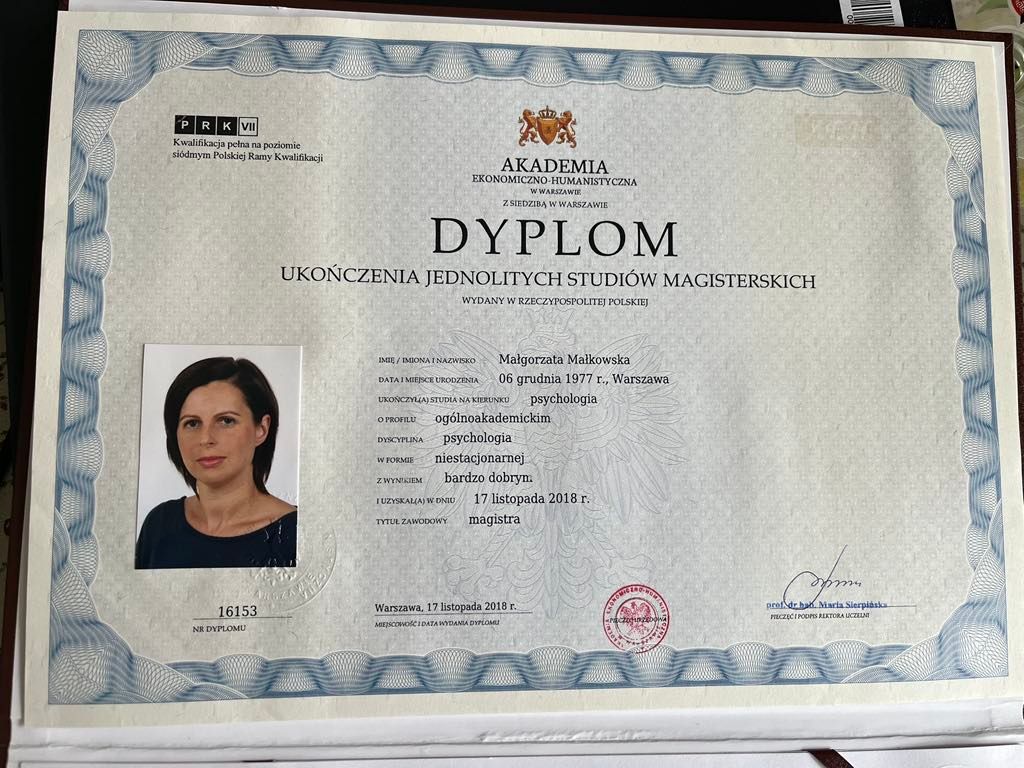 PRK VII
Kwalifikacja pełna na poziomie
siódmym Polskiej Ramy Kwalifikacji
AKADEMIA
EKONOMICZNO-HUMANISTYCZNA
W WARSZAWIE
Z SIEDZIBĄ W WARSZAWIE
DYPLOM
UKOŃCZENIA JEDNOLITYCH STUDIÓW MAGISTERSKICH
WYDANY W RZECZYPOSPOLITEJ POLSKIEJ
IMIĘ / IMIONA I NAZWISKO Małgorzata Małkowska
DATA I MIEJSCE URODZENIA 06 grudnia 1977 r., Warszawa
UKOŃCZYŁ(A) STUDIA NA KIERUNKU psychologia
O PROFILU ogólnoakademickim
DYSCYPLINA psychologia
W FORMIE niestacjonarnej
Z WYNIKIEM bardzo dobryn.
I UZYSKAŁ(A) W DNIU 17 listopada 2018 r.
TYTUŁ ZAWODOWY magistra
16153
NR DYPLOMU
Warszawa, 17 listopada 2018 r.
MIEJSCOWOŚĆ I DATA WYDANIA DYPLOMU
PIECZĘĆ URZĘDOWA
prof. dr hab. Maria Sierpińska
PIECZĘĆ I PODPIS REKTORA UCZELNI